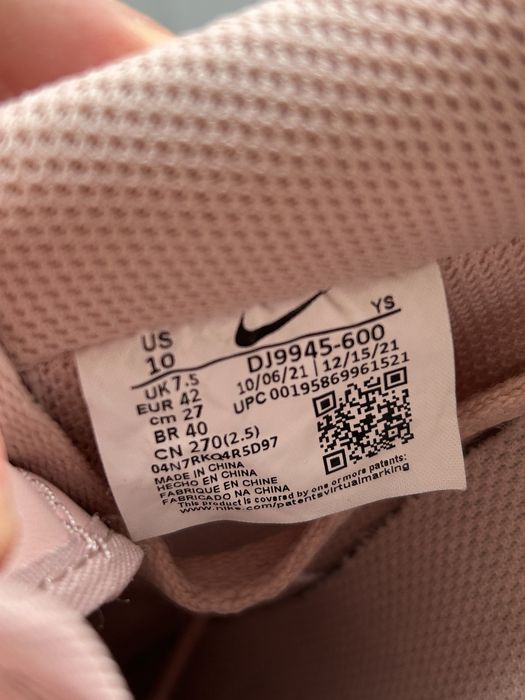 US
10
YS
UK 7.5
DJ9945-600
EUR 42
10/06/21 | 12/15/21
cm 27
UPC 00195869961521
BR 40
CN 270(2.5)
04N7RKQ4R5D97
MADE IN CHINA
HECHO EN CHINA
FABRIQUE EN CHINE
FABRICADO NA CHINA
This product is covered by one or more patents:
www.nike.com/patentsvirtualmarking